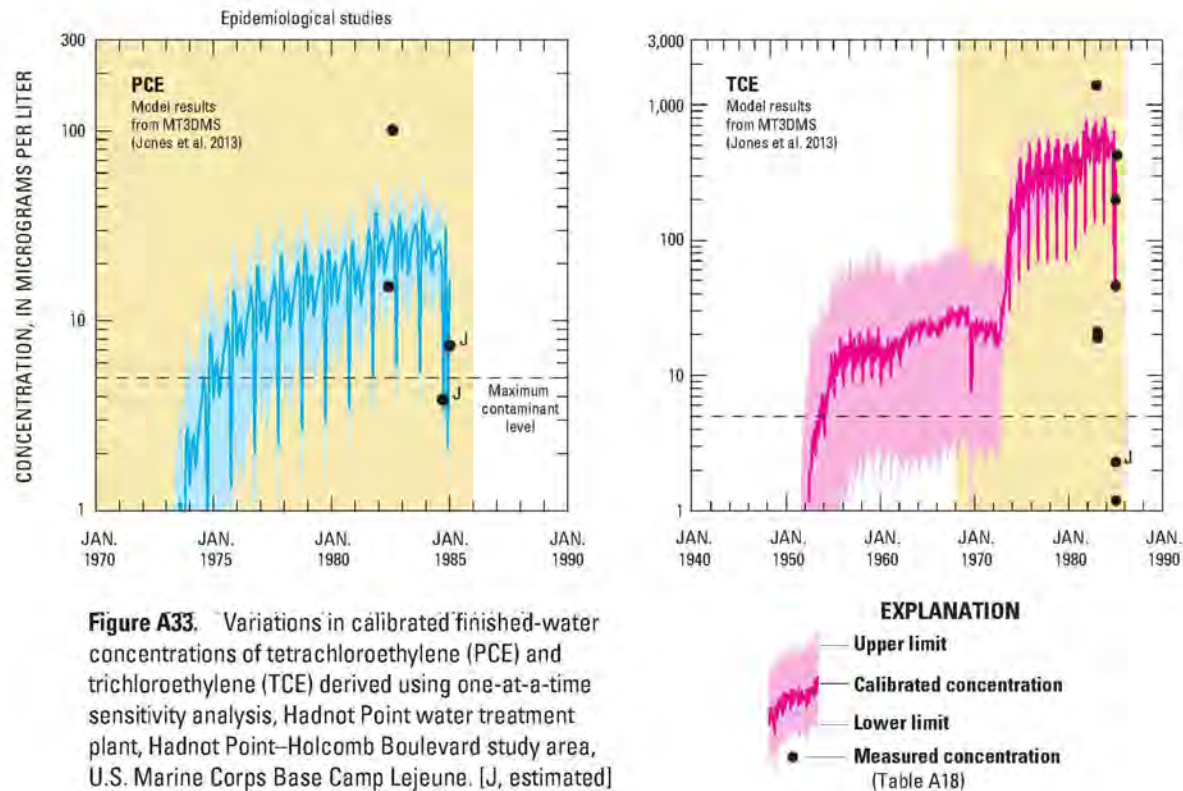 Epidemiological studies
CONCENTRATION, IN MICROGRAMS PER LITER
300
100
10
1
PCE
Model results
from MT3DMS
(Jones et al. 2013)
J
J
Maximum
contaminant
level
JAN.
1970
JAN.
1975
JAN.
1980
JAN.
1985
JAN.
1990
3,000
1,000
100
10
1
TCE
Model results
from MT3DMS
(Jones et al. 2013)
J
JAN.
1940
JAN.
1950
JAN.
1960
JAN.
1970
JAN.
1980
JAN.
1990
Figure A33. Variations in calibrated finished-water
concentrations of tetrachloroethylene (PCE) and
trichloroethylene (TCE) derived using one-at-a-time
sensitivity analysis, Hadnot Point water treatment
plant, Hadnot Point–Holcomb Boulevard study area,
U.S. Marine Corps Base Camp Lejeune. [J, estimated]
EXPLANATION
Upper limit
Calibrated concentration
Lower limit
Measured concentration
(Table A18)